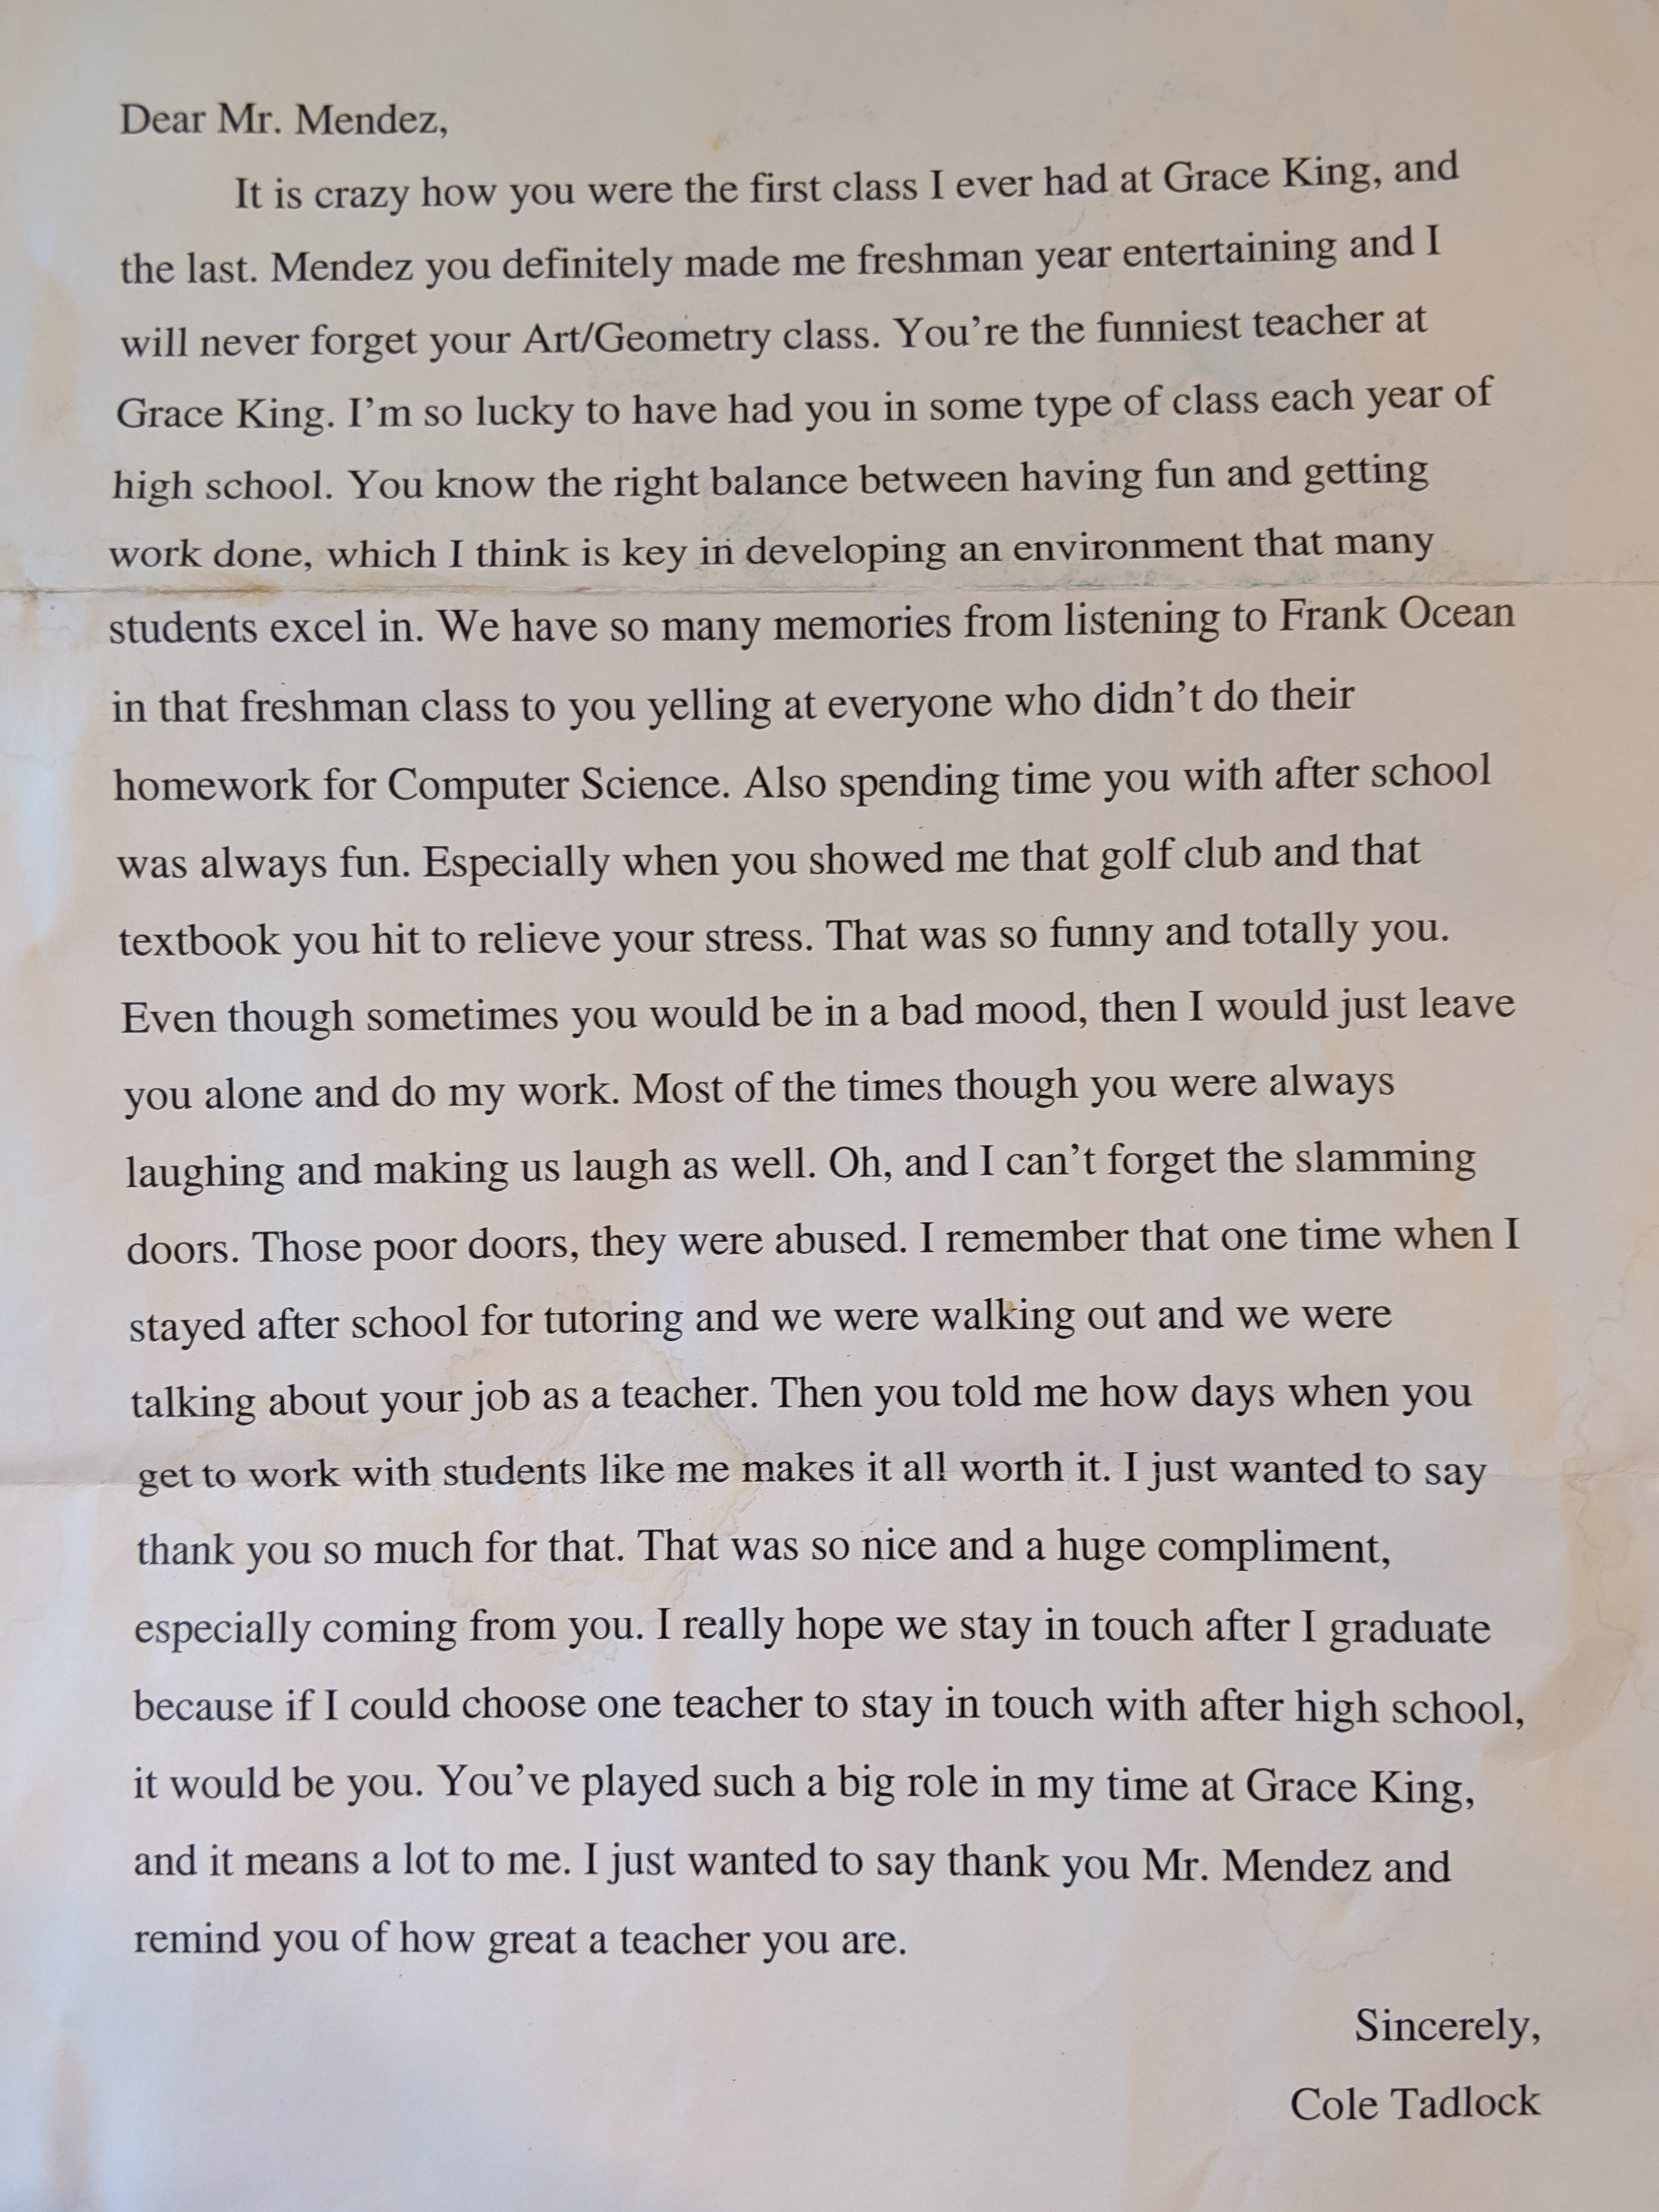 Dear Mr. Mendez,
It is crazy how you were the first class I ever had at Grace King, and
the last. Mendez you definitely made me freshman year entertaining and I
will never forget your Art/Geometry class. You're the funniest teacher at
Grace King. I'm so lucky to have had you in some type of class each year of
high school. You know the right balance between having fun and getting
work done, which I think is key in developing an environment that many
students excel in. We have so many memories from listening to Frank Ocean
in that freshman class to you yelling at everyone who didn't do their
homework for Computer Science. Also spending time you with after school
was always fun. Especially when you showed me that golf club and that
textbook you hit to relieve your stress. That was so funny and totally you.
Even though sometimes you would be in a bad mood, then I would just leave
you alone and do my work. Most of the times though you were always
laughing and making us laugh as well. Oh, and I can't forget the slamming
doors. Those poor doors, they were abused. I remember that one time when I
stayed after school for tutoring and we were walking out and we were
talking about your job as a teacher. Then you told me how days when you
get to work with students like me makes it all worth it. I just wanted to say
thank you so much for that. That was so nice and a huge compliment,
especially coming from you. I really hope we stay in touch after I graduate
because if I could choose one teacher to stay in touch with after high school,
it would be you. You've played such a big role in my time at Grace King,
and it means a lot to me. I just wanted to say thank you Mr. Mendez and
remind you of how great a teacher you are.
Sincerely,
Cole Tadlock